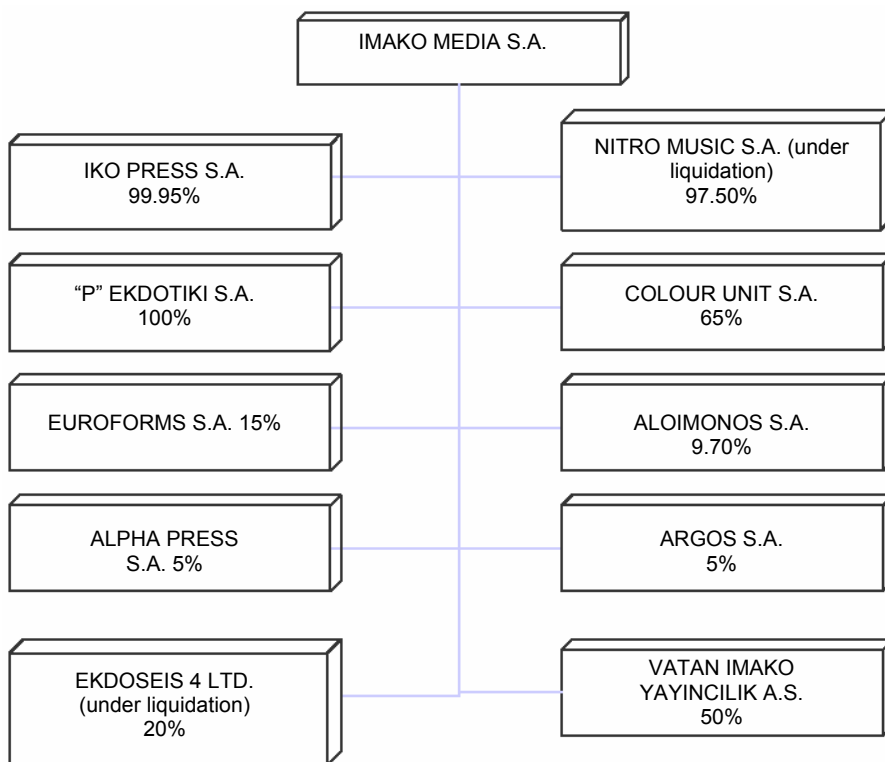 IMAKO MEDIA S.A.
IKO PRESS S.A.
99.95%
NITRO MUSIC S.A. (under
liquidation)
97.50%
“P” EKDOTIKI S.A.
100%
COLOUR UNIT S.A.
65%
EUROFORMS S.A. 15%
ALOIMONOS S.A.
9.70%
ALPHA PRESS
S.A. 5%
ARGOS S.A.
5%
EKDOSEIS 4 LTD.
(under liquidation)
20%
VATAN IMAKO
YAYINCILIK A.S.
50%